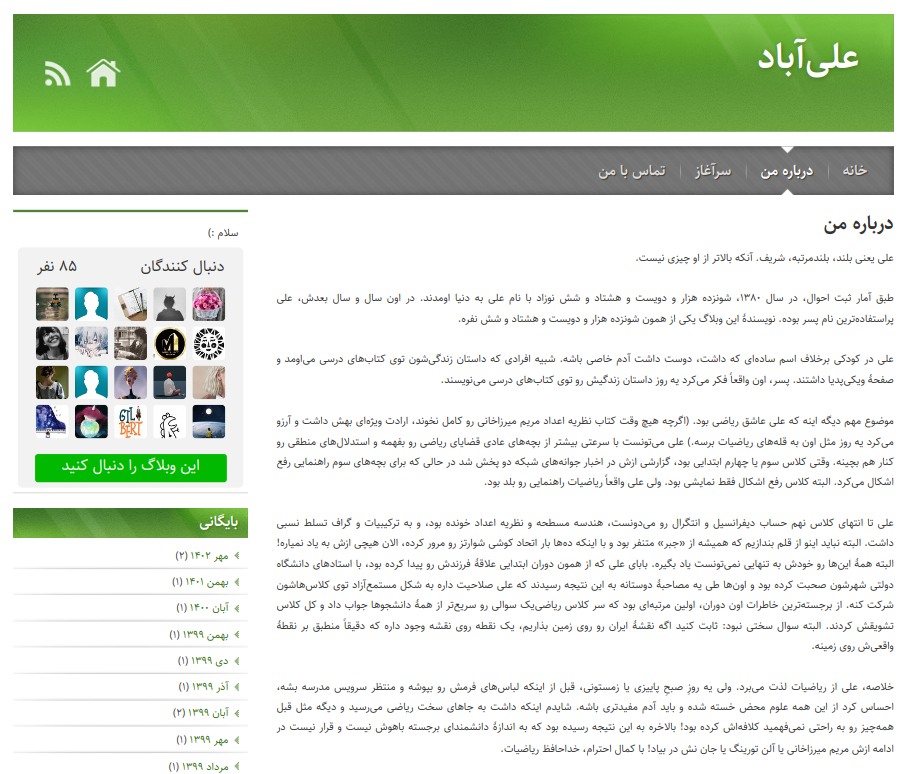 علی‌آباد
خانه
درباره من
سرآغاز
تماس با من
درباره من
علی یعنی بلند، بلندمرتبه، شریف. آنکه بالاتر از او چیزی نیست.
طبق آمار ثبت احوال، در سال ۱۳۸۰، شونزده هزار و دویست و هشتاد و شش نوزاد با نام علی به دنیا اومدند. در اون سال و سال بعدش، علی
پراستفاده‌ترین نام پسر بوده. نویسندهٔ این وبلاگ یکی از همون شونزده هزار و دویست و هشتاد و شش نفره.
علی در کودکی برخلاف اسم ساده‌ای که داشت، دوست داشت آدم خاصی باشه. شبیه افرادی که داستان زندگی‌شون توی کتاب‌های درسی می‌اومد و
صفحهٔ ویکی‌پدیا داشتند. پسر، اون واقعاً فکر می‌کرد یه روز داستان زندگیش رو توی کتاب‌های درسی می‌نویسند.
موضوع مهم دیگه اینه که علی عاشق ریاضی بود. (اگرچه هیچ وقت کتاب نظریه اعداد مریم میرزاخانی رو کامل نخوند، ارادت ویژه‌ای بهش داشت و آرزو
می‌کرد یه روز مثل اون به قله‌های ریاضیات برسه.) علی می‌تونست با سرعتی بیشتر از بچه‌های عادی قضایای ریاضی رو بفهمه و استدلال‌های منطقی رو
کنار هم بچینه. وقتی کلاس سوم یا چهارم ابتدایی بود، گزارشی ازش در اخبار جوانه‌های شبکه دو پخش شد در حالی که برای بچه‌های سوم راهنمایی رفع
اشکال می‌کرد. البته کلاس رفع اشکال فقط نمایشی بود. ولی علی واقعاً ریاضیات راهنمایی رو بلد بود.
علی تا انتهای کلاس نهم حساب دیفرانسیل و انتگرال رو می‌دونست، هندسه مسطحه و نظریه اعداد خونده بود، و به ترکیبیات و گراف تسلط نسبی
داشت. البته نباید اینو از قلم بندازیم که همیشه از «جبر» متنفر بود و با اینکه ده‌ها بار اتحاد کوشی شوارتز رو مرور کرده، الان هیچی ازش به یاد نمیاره!
البته همهٔ این‌ها رو خودش به تنهایی نمی‌تونست یاد بگیره. بابای علی که از همون دوران ابتدایی علاقهٔ فرزندش رو پیدا کرده بود، با استادهای دانشگاه
دولتی شهرشون صحبت کرده بود و اون‌ها طی یه مصاحبهٔ دوستانه به این نتیجه رسیدند که علی صلاحیت داره به شکل مستمع‌آزاد توی کلاس‌هاشون
شرکت کنه. از برجسته‌ترین خاطرات اون دوران، اولین مرتبه‌ای بود که سر کلاس ریاضی‌یک سوالی رو سریع‌تر از همهٔ دانشجوها جواب داد و کل کلاس
تشویقش کردند. البته سوال سختی نبود: ثابت کنید اگه نقشهٔ ایران رو روی زمین بذاریم، یک نقطه روی نقشه وجود داره که دقیقاً منطبق بر نقطهٔ
واقعی‌ش روی زمینه.
خلاصه، علی از ریاضیات لذت می‌برد. ولی یه روزِ صبحِ پاییزی یا زمستونی، قبل از اینکه لباس‌های فرمش رو بپوشه و منتظر سرویس مدرسه بشه،
احساس کرد از این همه علوم محض خسته شده و باید آدم مفیدتری باشه. شایدم اینکه داشت به جاهای سخت ریاضی می‌رسید و دیگه مثل قبل
همه‌چیز رو به راحتی نمی‌فهمید کلافه‌اش کرده بود! بالاخره به این نتیجه رسیده بود که به اندازهٔ دانشمندای برجسته باهوش نیست و قرار نیست در
ادامه ازش مریم میرزاخانی یا آلن تورینگ یا جان نش در بیاد! با کمال احترام، خداحافظ ریاضیات.
سلام :)
دنبال کنندگان
۸۵ نفر
GIL
BERT
این وبلاگ را دنبال کنید
بایگانی
مهر ۱۴۰۲ (۲)
بهمن ۱۴۰۱ (۱)
آبان ۱۴۰۰ (۱)
بهمن ۱۳۹۹ (۱)
دی ۱۳۹۹ (۱)
آذر ۱۳۹۹ (۱)
آبان ۱۳۹۹ (۲)
مهر ۱۳۹۹ (۱)
مرداد ۱۳۹۹ (۱)